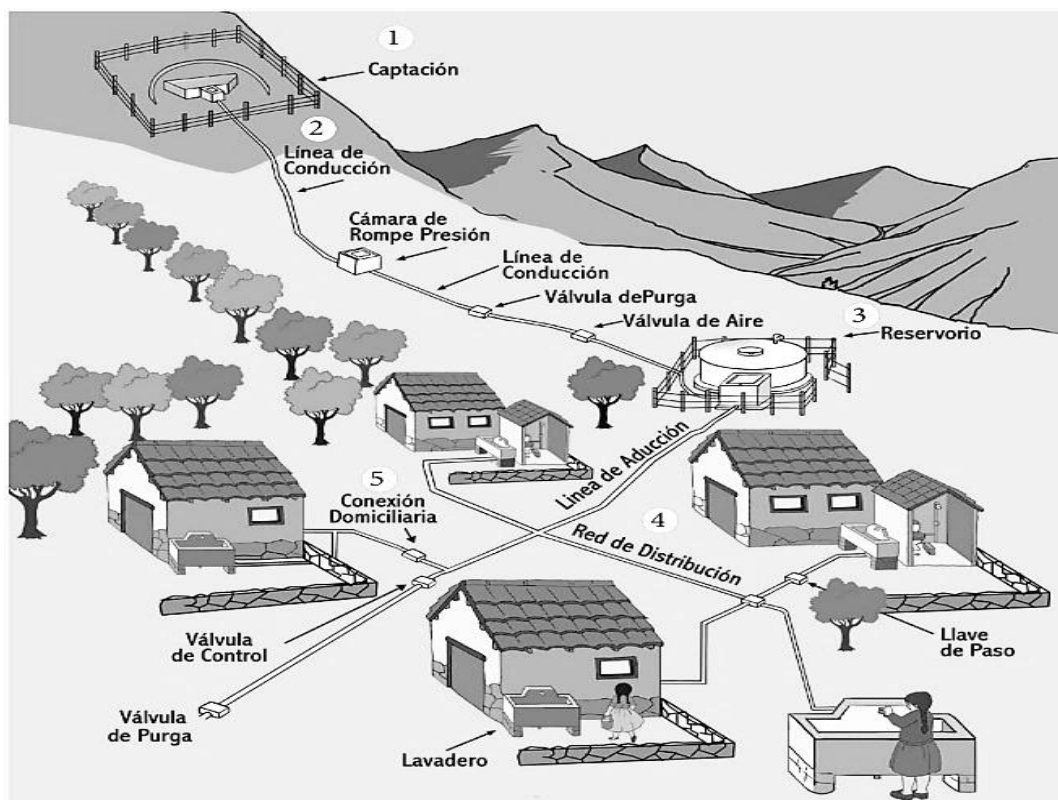 1
Captación
2
Línea de
Conducción
Cámara de
Rompe Presión
Línea de
Conducción
Válvula dePurga
Válvula de Aire
3
Reservorio
Linea de Aducción
5
Conexión
Domiciliaria
4
Red de Distribución
Válvula
de Control
Llave
de Paso
Válvula
de Purga
Lavadero